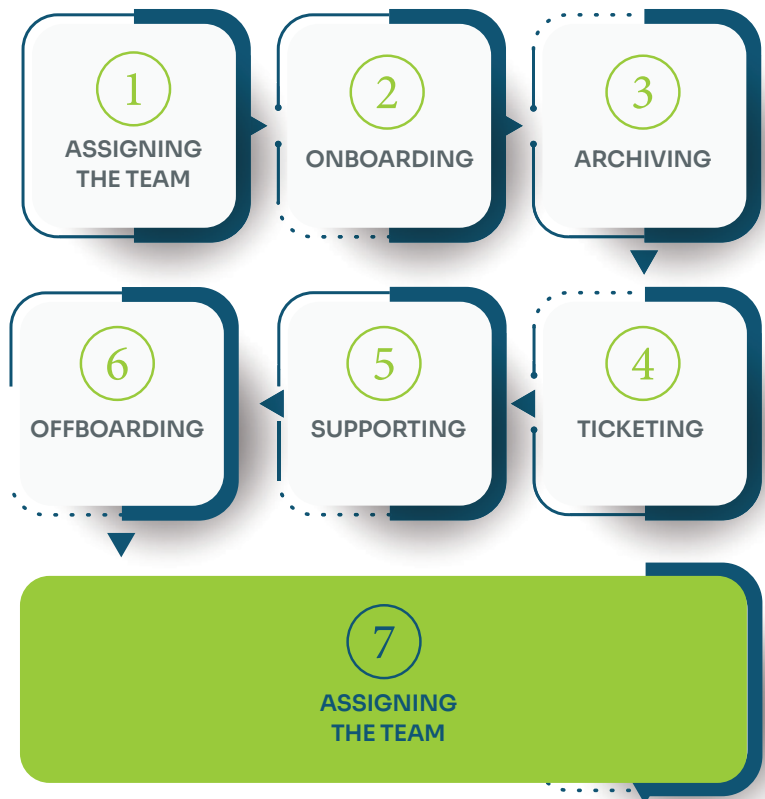 1
ASSIGNING
THE TEAM
2
ONBOARDING
3
ARCHIVING
4
TICKETING
5
SUPPORTING
6
OFFBOARDING
7
ASSIGNING
THE TEAM